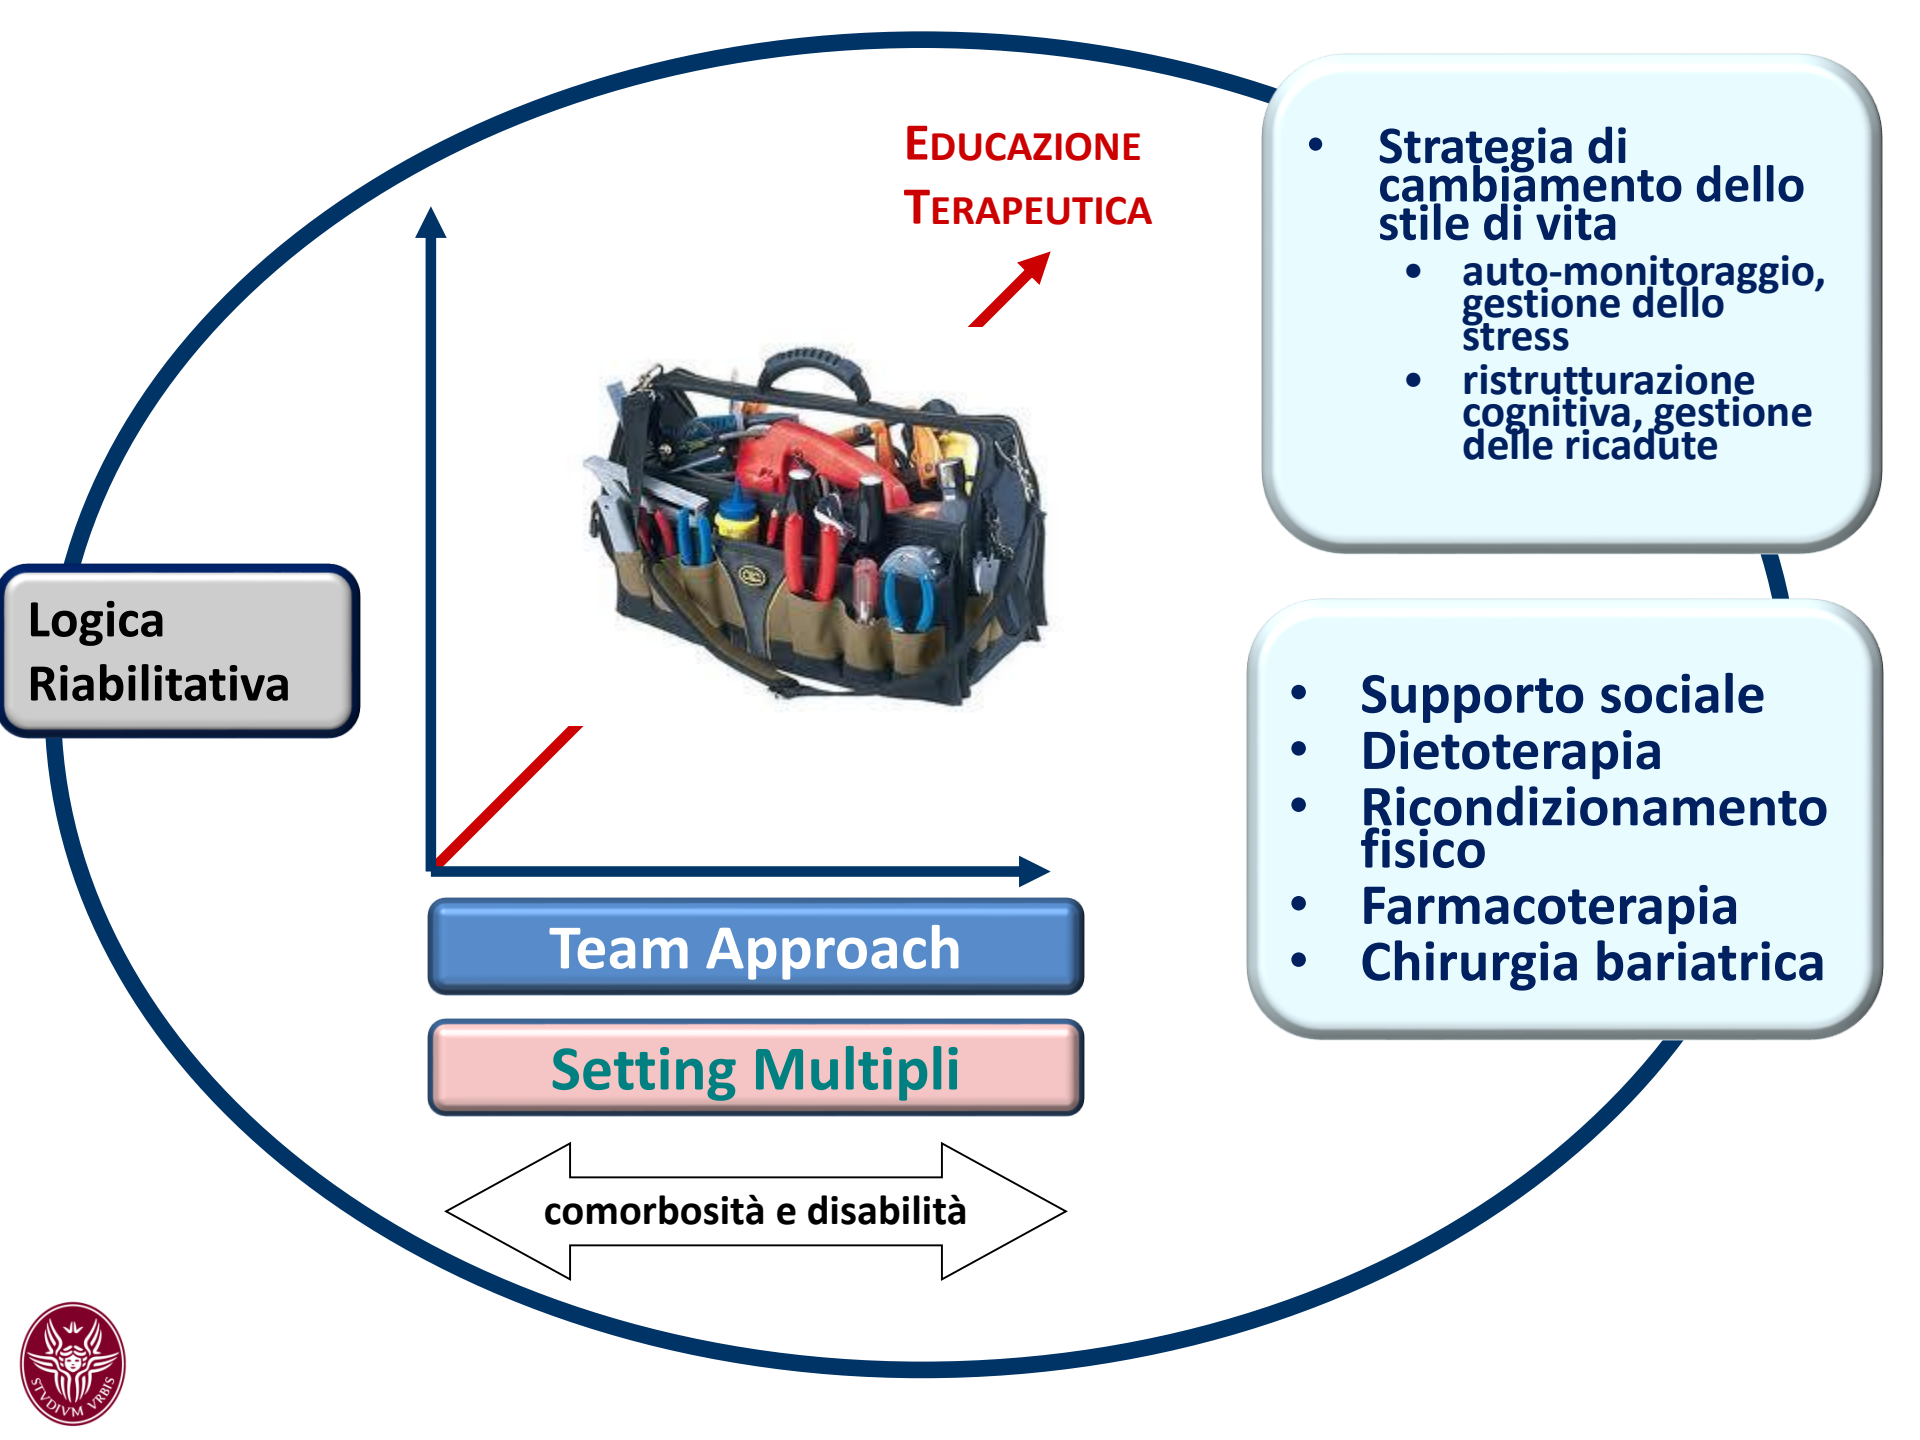 EDUCAZIONE
TERAPEUTICA
• Strategia di
cambiamento dello
stile di vita
• auto-monitoraggio,
gestione dello
stress
• ristrutturazione
cognitiva, gestione
delle ricadute
Logica
Riabilitativa
• Supporto sociale
• Dietoterapia
• Ricondizionamento
fisico
• Farmacoterapia
• Chirurgia bariatrica
Team Approach
Setting Multipli
comorbosità e disabilità
STVDIVM VRBIS